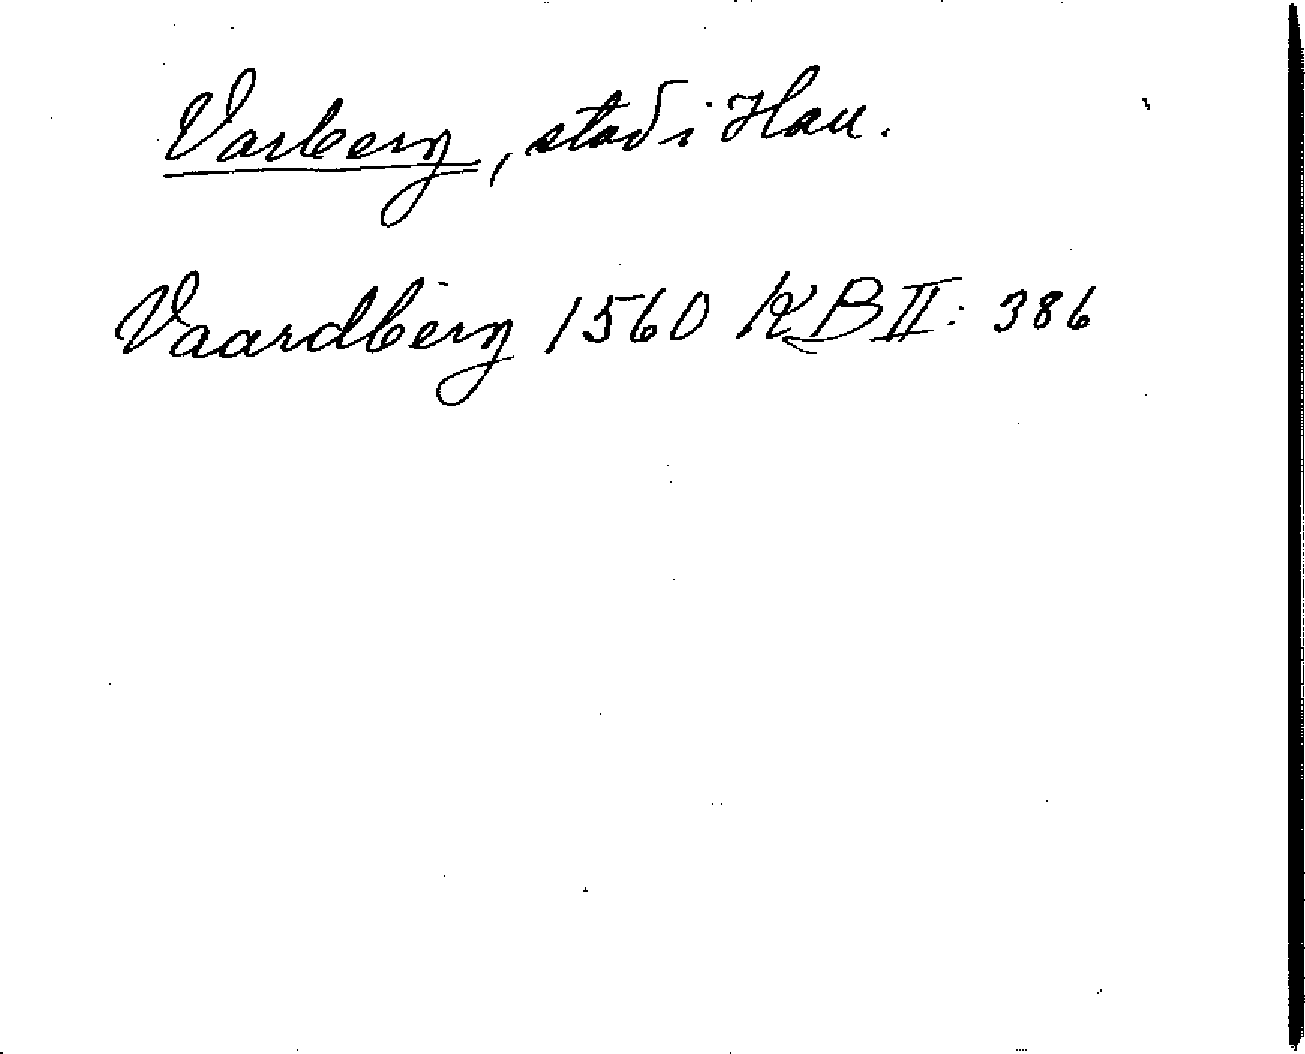 Varberg, stad i Hall.
Vaardberg 1560 KB II: 386